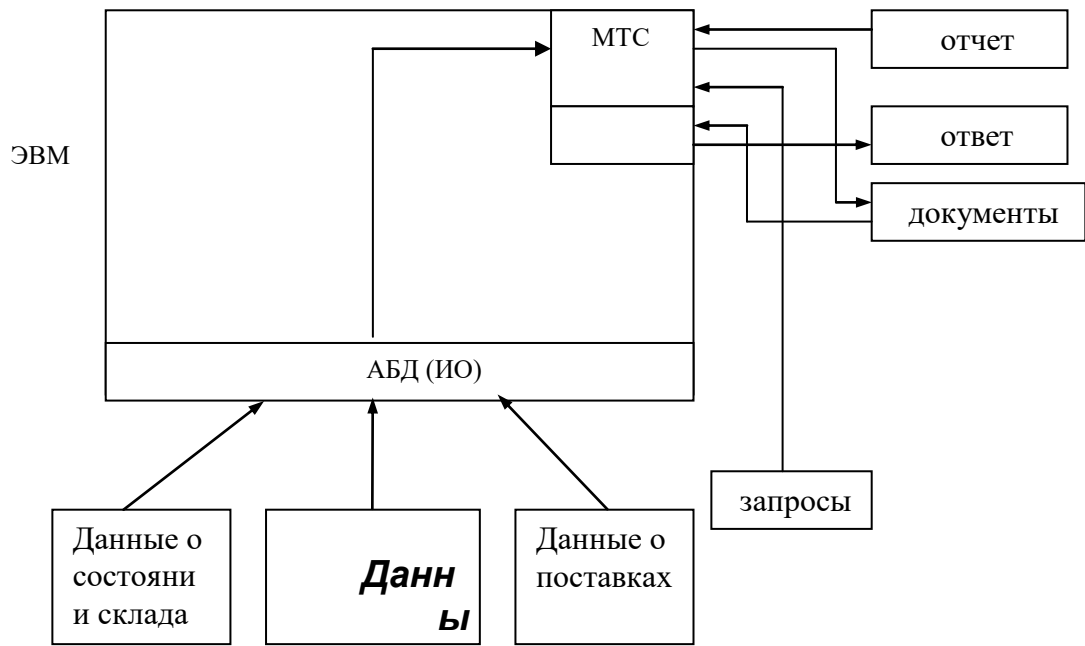 МТС
отчет
ЭВМ
ответ
документы
АБД (ИО)
запросы
Данные о
состояни
и склада
Данн
ы
Данные о
поставках